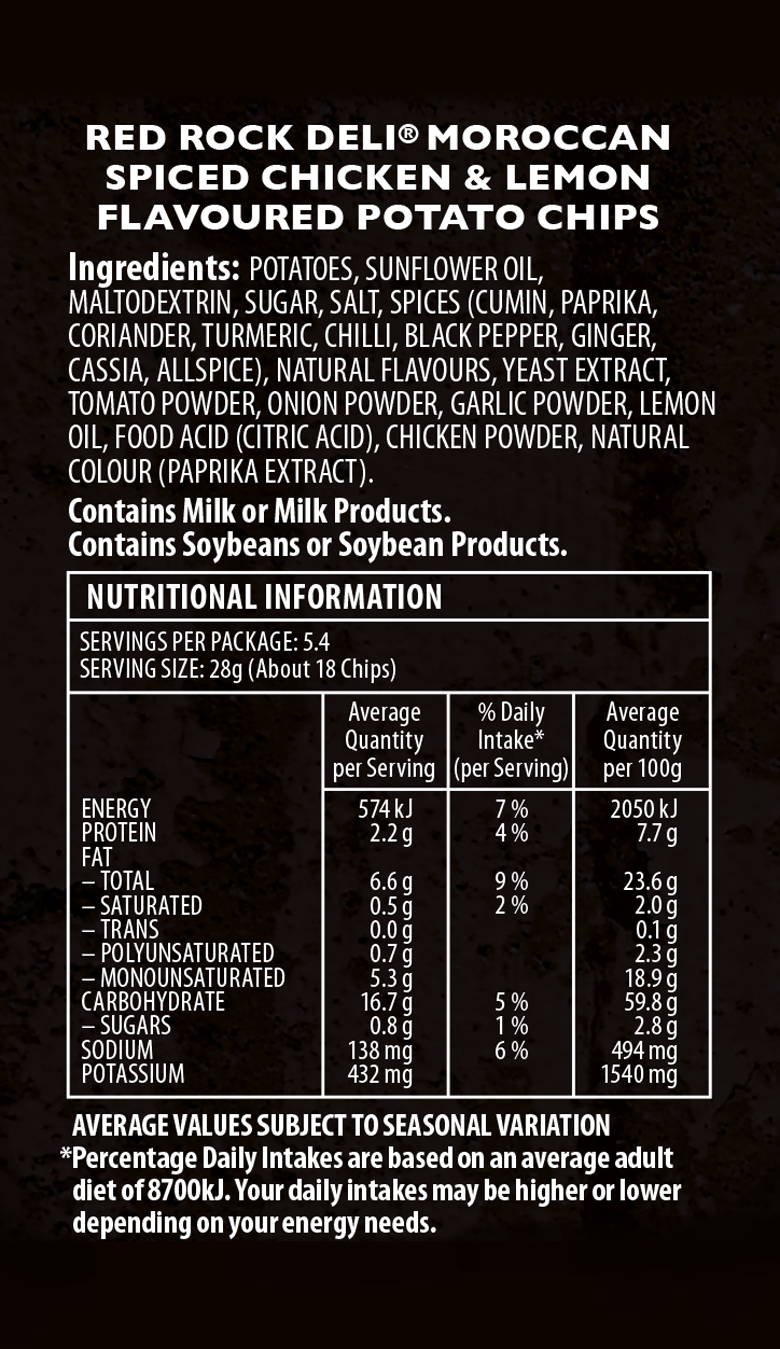 RED ROCK DELI® MOROCCAN
SPICED CHICKEN & LEMON
FLAVOURED POTATO CHIPS
Ingredients: POTATOES, SUNFLOWER OIL,
MALTODEXTRIN, SUGAR, SALT, SPICES (CUMIN, PAPRIKA,
CORIANDER, TURMERIC, CHILLI, BLACK PEPPER, GINGER,
CASSIA, ALLSPICE), NATURAL FLAVOURS, YEAST EXTRACT,
TOMATO POWDER, ONION POWDER, GARLIC POWDER, LEMON
OIL, FOOD ACID (CITRIC ACID), CHICKEN POWDER, NATURAL
COLOUR (PAPRIKA EXTRACT).
Contains Milk or Milk Products.
Contains Soybeans or Soybean Products.
NUTRITIONAL INFORMATION
SERVINGS PER PACKAGE: 5.4
SERVING SIZE: 28g (About 18 Chips)
Average % Daily Average
Quantity Intake* Quantity
per Serving (per Serving) per 100g
ENERGY 574 kJ 7 % 2050 kJ
PROTEIN 2.2 g 4 % 7.7 g
FAT
– TOTAL 6.6 g 9 % 23.6 g
– SATURATED 0.5 g 2 % 2.0 g
– TRANS 0.0 g 0.1 g
– POLYUNSATURATED 0.7 g 2.3 g
– MONOUNSATURATED 5.3 g 18.9 g
CARBOHYDRATE 16.7 g 5 % 59.8 g
– SUGARS 0.8 g 1 % 2.8 g
SODIUM 138 mg 6 % 494 mg
POTASSIUM 432 mg 1540 mg
AVERAGE VALUES SUBJECT TO SEASONAL VARIATION
*Percentage Daily Intakes are based on an average adult
diet of 8700kJ. Your daily intakes may be higher or lower
depending on your energy needs.